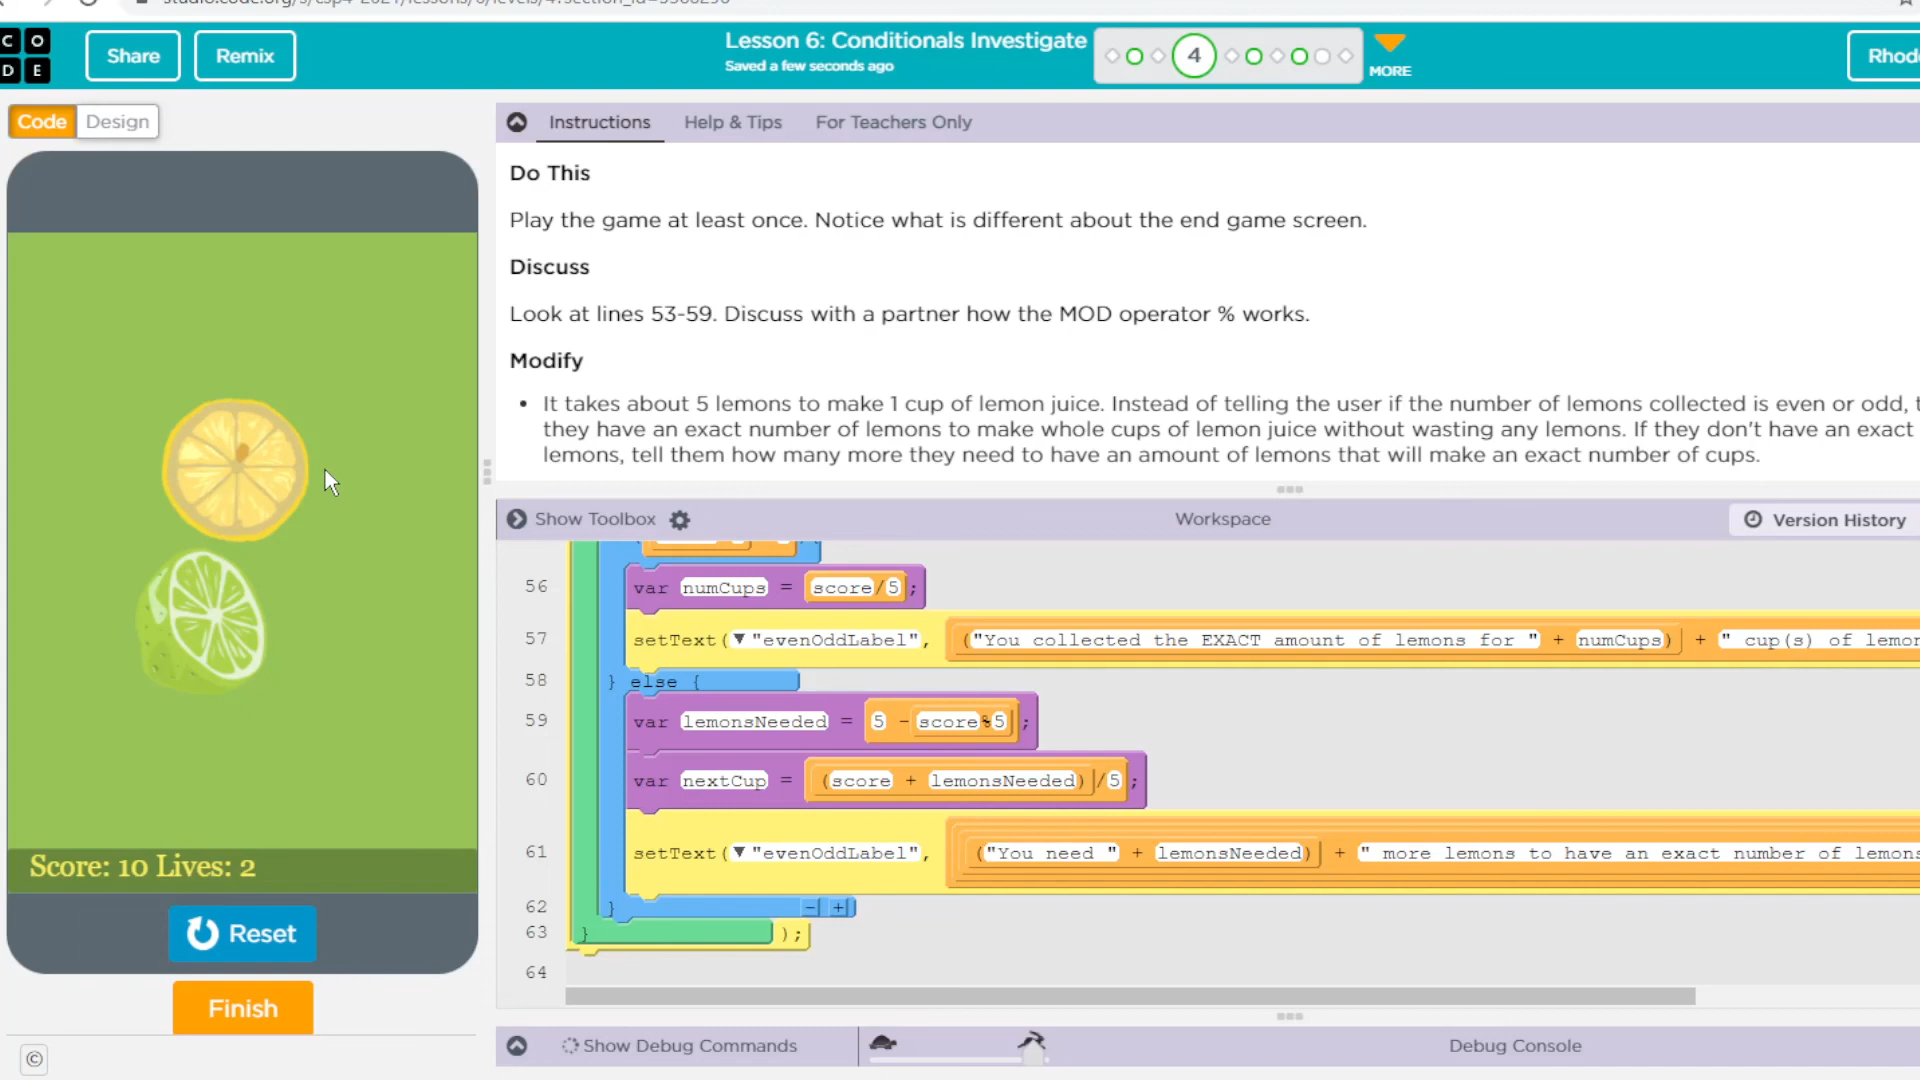 C O
D E
Share
Remix
Lesson 6: Conditionals Investigate
Saved a few seconds ago
4
MORE
Code
Design
Instructions
Help & Tips
For Teachers Only
Do This
Play the game at least once. Notice what is different about the end game screen.
Discuss
Look at lines 53-59. Discuss with a partner how the MOD operator % works.
Modify
• It takes about 5 lemons to make 1 cup of lemon juice. Instead of telling the user if the number of lemons collected is even or odd,
they have an exact number of lemons to make whole cups of lemon juice without wasting any lemons. If they don't have an exact
lemons, tell them how many more they need to have an amount of lemons that will make an exact number of cups.
Show Toolbox
Workspace
Version History
56 var numCups = score/5;
57 setText(▼"evenOddLabel", ("You collected the EXACT amount of lemons for " + numCups) + " cup(s) of
58 } else {
59 var lemonsNeeded = 5 - score%5;
60 var nextCup = (score + lemonsNeeded)/5;
61 setText(▼"evenOddLabel", ("You need " + lemonsNeeded) + " more lemons to have an exact number of lemons
62 } - +
63 } );
64
Score: 10 Lives: 2
Reset
Finish
©
Show Debug Commands
Debug Console